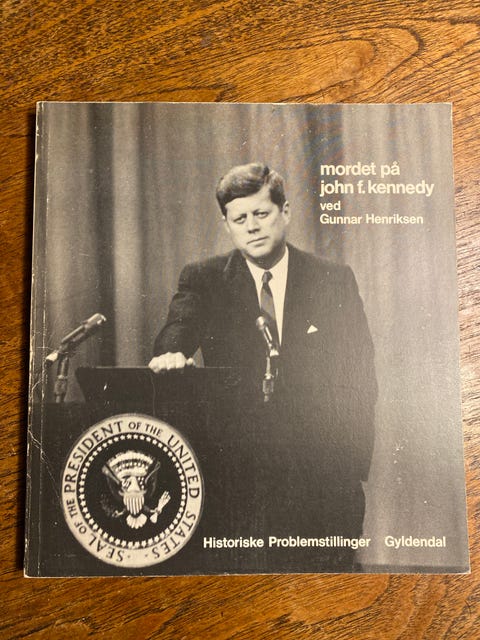 mordet på
john f. kennedy
ved
Gunnar Henriksen
SEAL OF THE PRESIDENT OF THE UNITED STATES
Historiske Problemstillinger Gyldendal